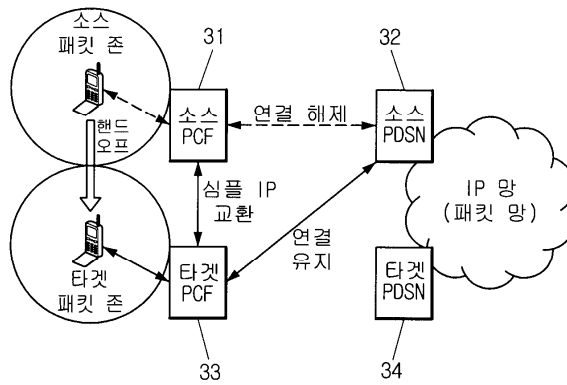 소스
패킷 존
31
32
소스
PCF
연결 해제
소스
PDSN
핸드
오프
심플 IP
교환
IP 망
(패킷 망)
연결
유지
타겟
패킷 존
타겟
PCF
타겟
PDSN
33
34